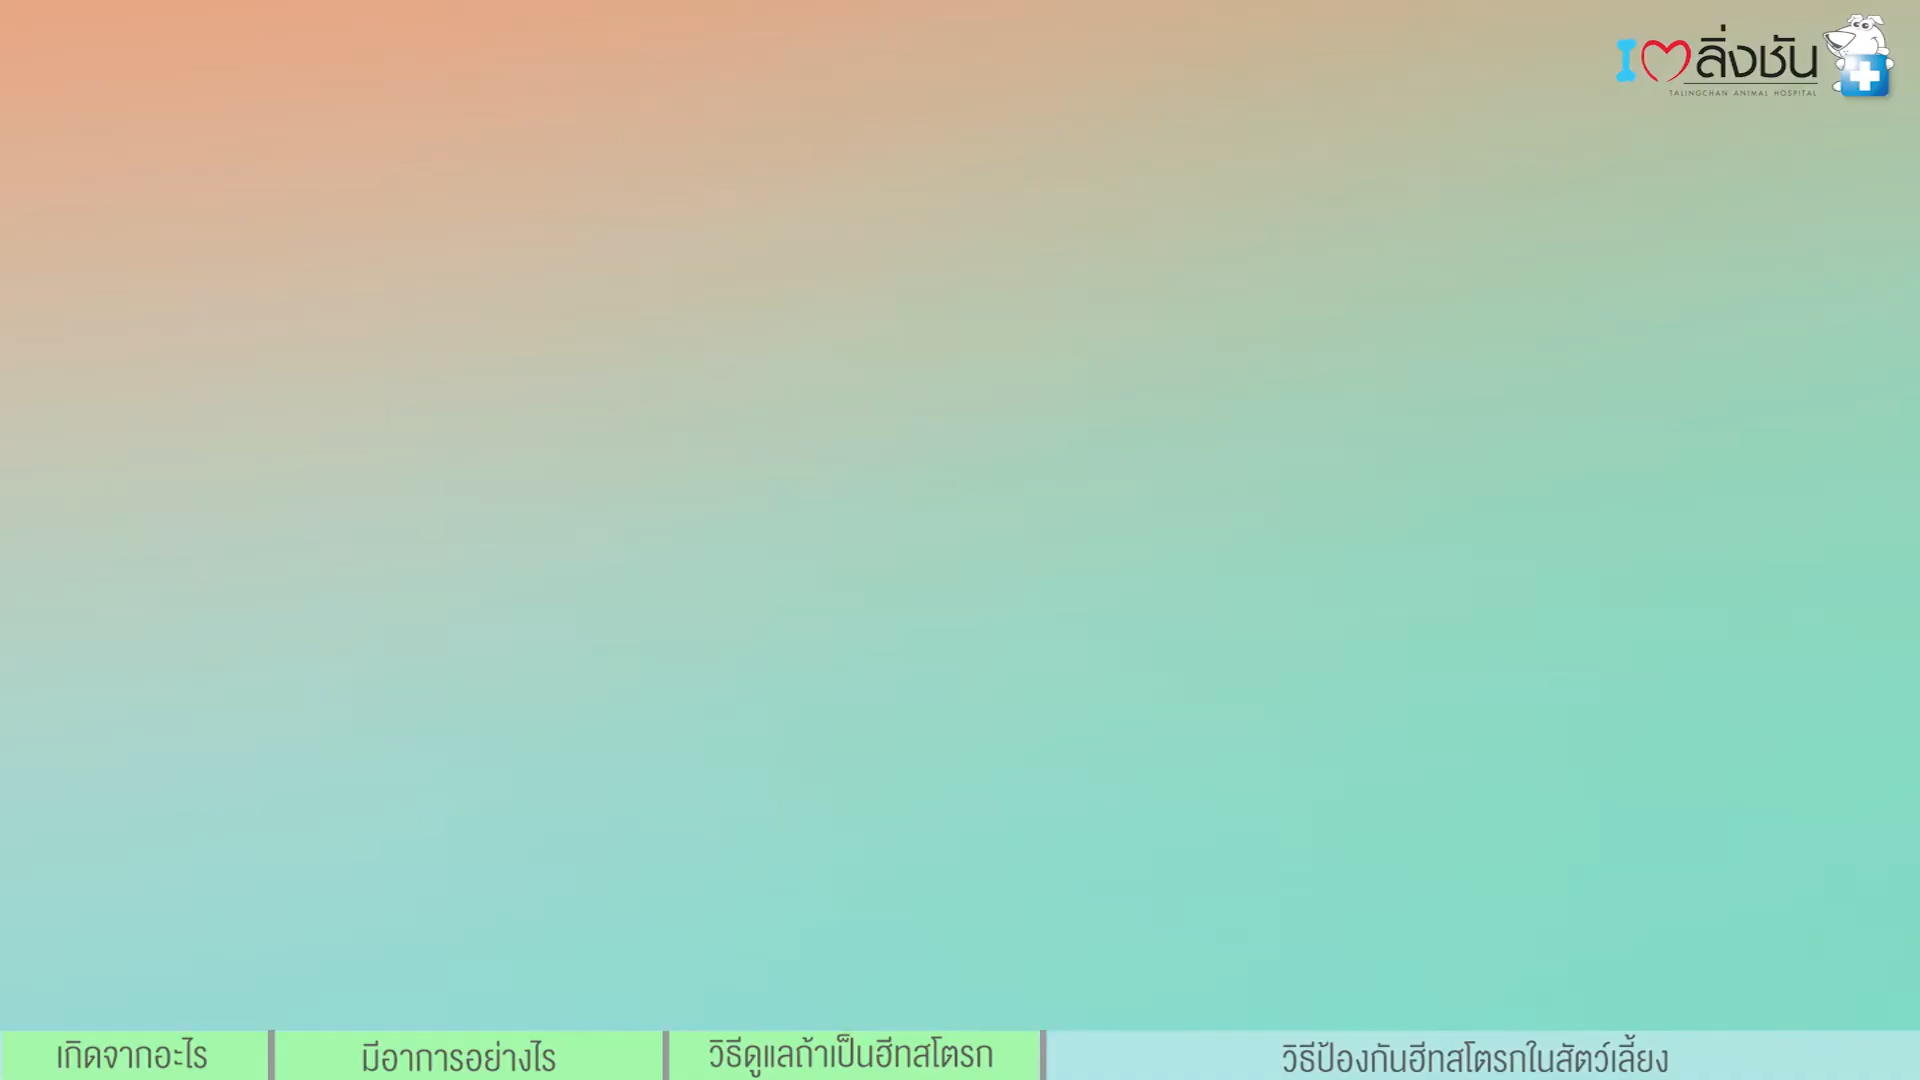 I ลิ่งชัน
TALINGCHAN ANIMAL HOSPITAL
เกิดจากอะไร
มีอาการอย่างไร
วิธีดูแลถ้าเป็นฮีทสโตรก
วิธีป้องกันฮีทสโตรกในสัตว์เลี้ยง